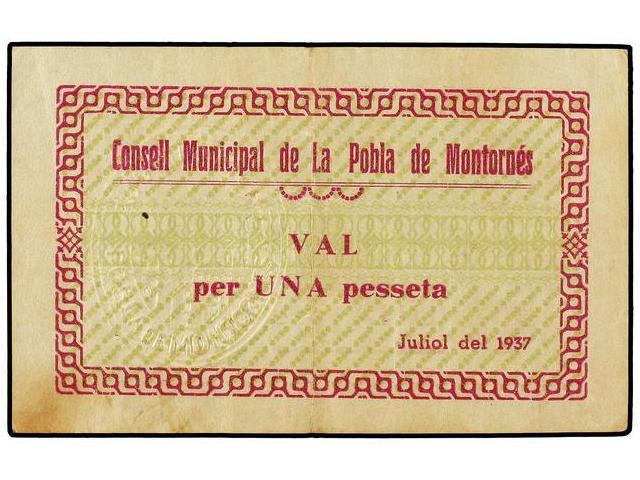 Consell Municipal de La Pobla de Montornés
VAL
per UNA pesseta
Juliol del 1937